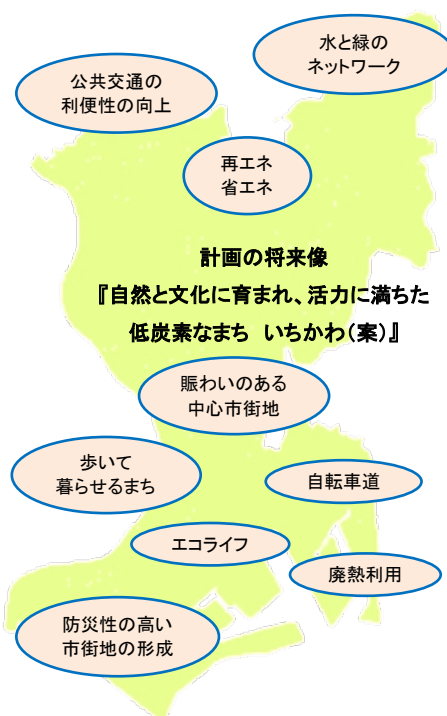 水と緑の
ネットワーク
公共交通の
利便性の向上
再エネ
省エネ
計画の将来像
『自然と文化に育まれ、活力に満ちた
低炭素なまち　いちかわ（案）』
賑わいのある
中心市街地
歩いて
暮らせるまち
自転車道
エコライフ
廃熱利用
防災性の高い
市街地の形成